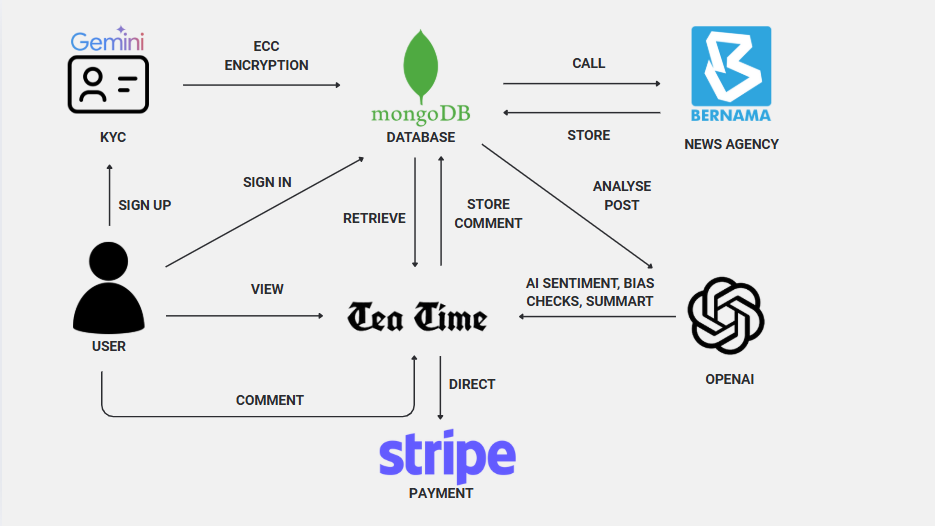 Gemini
ECC
ENCRYPTION
mongoDB
CALL
BERNAMA
KYC
DATABASE
STORE
NEWS AGENCY
SIGN UP
SIGN IN
RETRIEVE
STORE
COMMENT
ANALYSE
POST
VIEW
Tea Time
AI SENTIMENT, BIAS
CHECKS, SUMMART
USER
OPENAI
COMMENT
DIRECT
stripe
PAYMENT